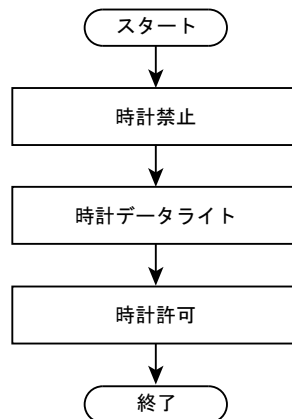 スタート
時計禁止
時計データライト
時計許可
終了